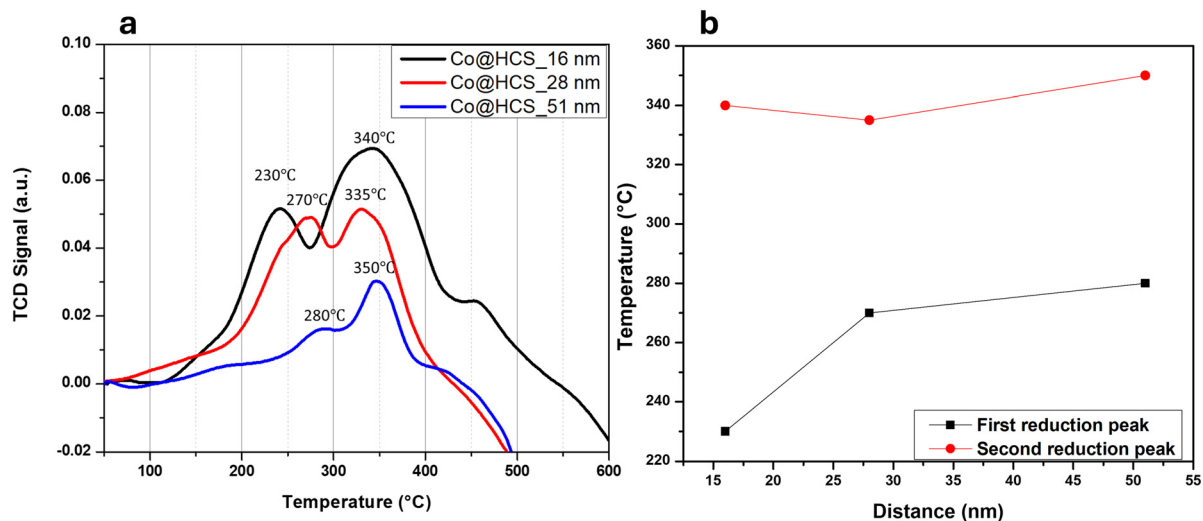 a
0.10
0.08
0.06
0.04
0.02
0.00
-0.02
TCD Signal (a.u.)
Co@HCS_16 nm
Co@HCS_28 nm
Co@HCS_51 nm
340°C
230°C
270°C
335°C
350°C
280°C
100
200
300
400
500
600
Temperature (°C)
b
360
340
320
300
280
260
240
220
Temperature (°C)
First reduction peak
Second reduction peak
15
20
25
30
35
40
45
50
55
Distance (nm)